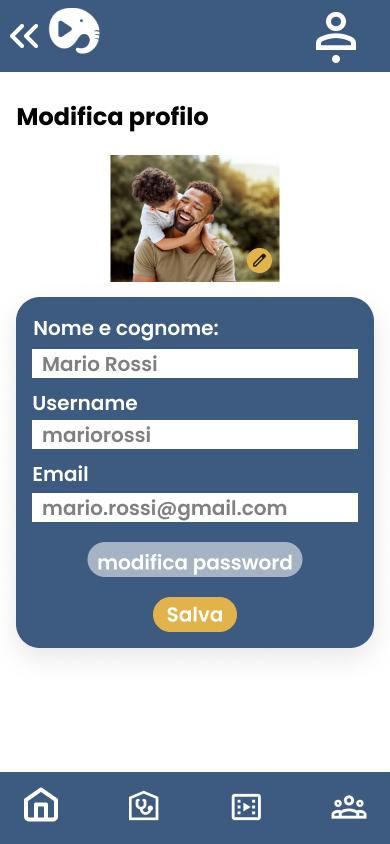 Modifica profilo
Nome e cognome:
Mario Rossi
Username
mariorossi
Email
mario.rossi@gmail.com
modifica password
Salva